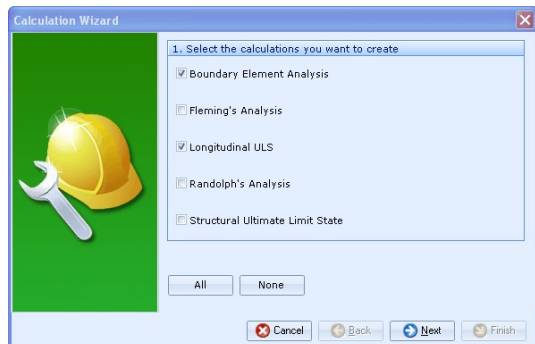 Calculation Wizard
1. Select the calculations you want to create
Boundary Element Analysis
Fleming's Analysis
Longitudinal ULS
Randolph's Analysis
Structural Ultimate Limit State
All None
Cancel Back Next Finish